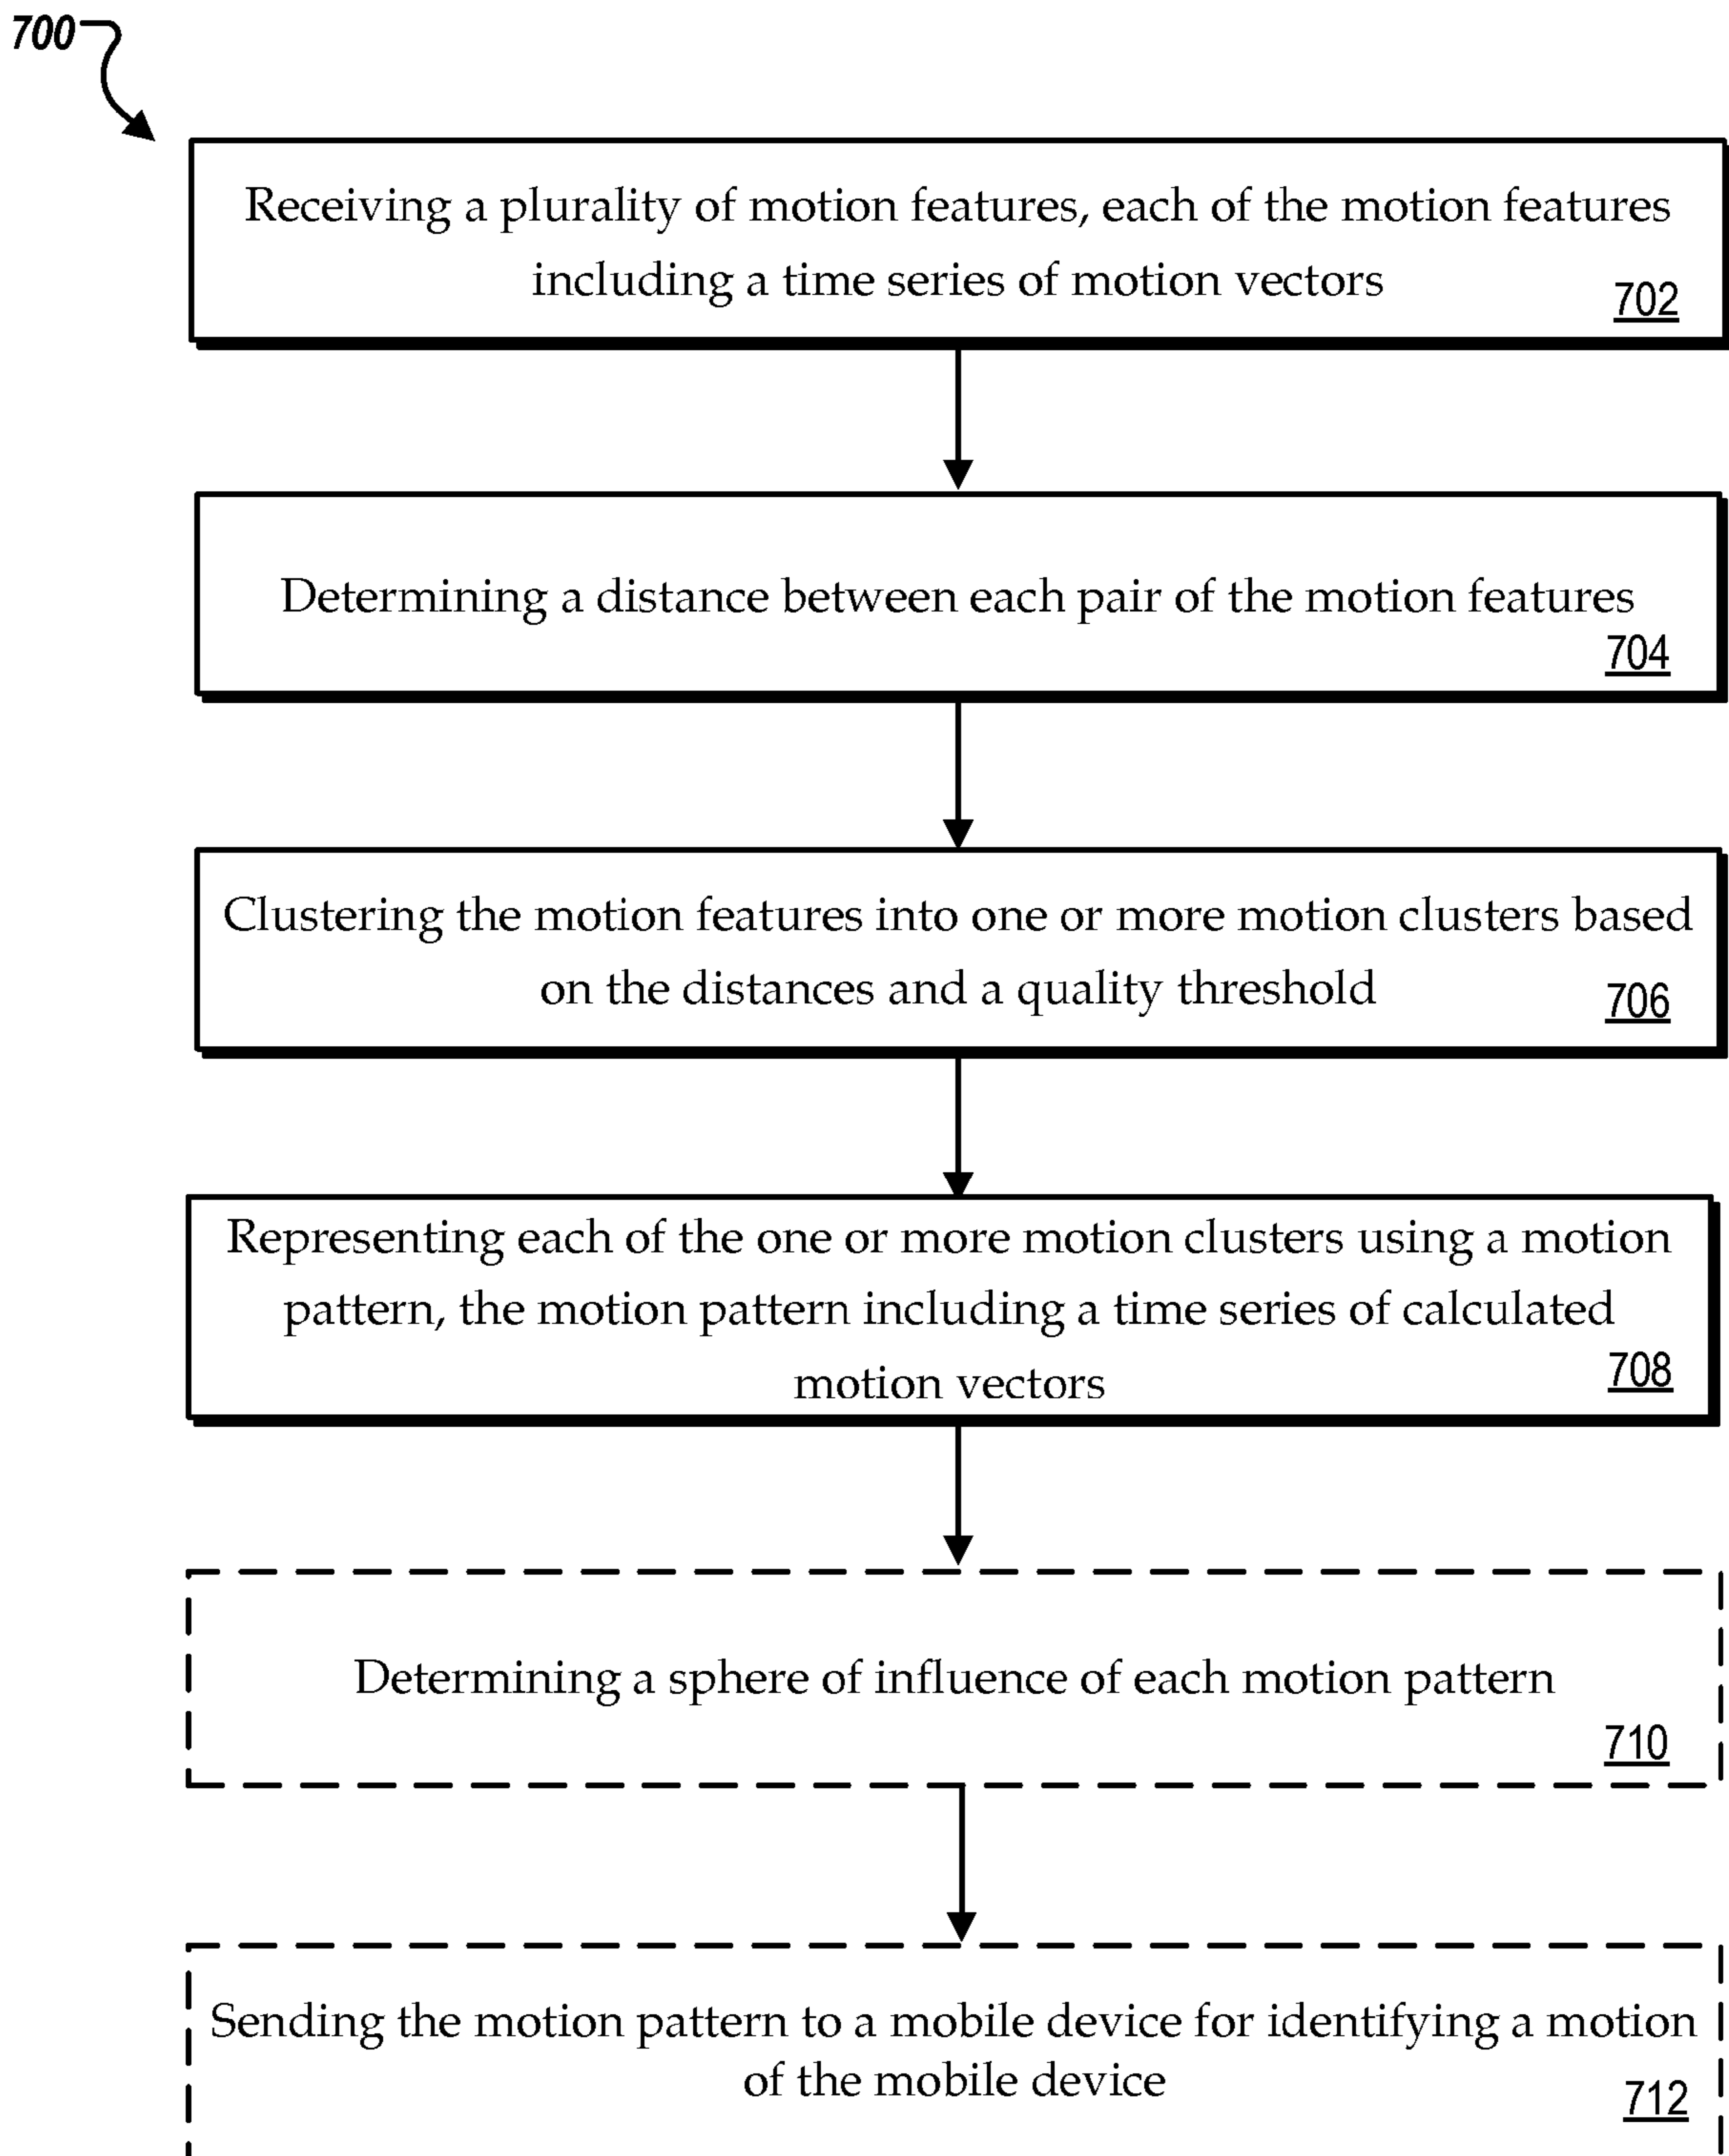 700
Receiving a plurality of motion features, each of the motion features
including a time series of motion vectors
702
Determining a distance between each pair of the motion features
704
Clustering the motion features into one or more motion clusters based
on the distances and a quality threshold
706
Representing each of the one or more motion clusters using a motion
pattern, the motion pattern including a time series of calculated
motion vectors
708
Determining a sphere of influence of each motion pattern
710
Sending the motion pattern to a mobile device for identifying a motion
of the mobile device
712